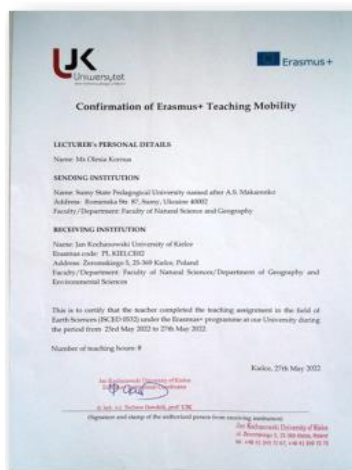 UJK
Uniwersytet
Erasmus+
Confirmation of Erasmus+ Teaching Mobility
LECTURER's PERSONAL DETAILS
Name: Ms Olesia Kornus
SENDING INSTITUTION
Name: Sumy State Pedagogical University named after A.S. Makarenko
Address: Romenska Str. 87, Sumy, Ukraine 40002
Faculty/Department: Faculty of Natural Science and Geography
RECEIVING INSTITUTION
Name: Jan Kochanowski University of Kielce
Erasmus code: PL KIELCE02
Address: Żeromskiego 5, 25-369 Kielce, Poland
Faculty/Department: Faculty of Natural Sciences/Department of Geography and
Environmental Sciences
This is to certify that the teacher completed the teaching assignment in the field of
Earth Sciences (ISCED 0532) under the Erasmus+ programme at our University during
the period from 23rd May 2022 to 27th May 2022.
Number of teaching hours: 8
Kielce, 27th May 2022
Jan Kochanowski University of Kielce
(Signature and stamp of the authorized person from receiving institution)
Jan Kochanowski University of Kielce
ul. Żeromskiego 5, 25-369 Kielce, Poland